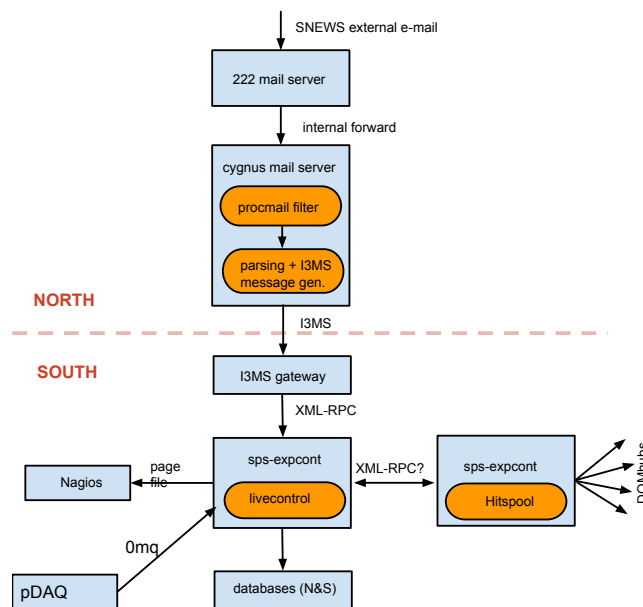 SNEWS external e-mail
222 mail server
internal forward
cygnus mail server
procmail filter
parsing + I3MS
message gen.
NORTH
I3MS
SOUTH
I3MS gateway
XML-RPC
sps-expcont
page
file
Nagios
livecontrol
XML-RPC?
sps-expcont
Hitspool
DOMhubs
0mq
pDAQ
databases (N&S)